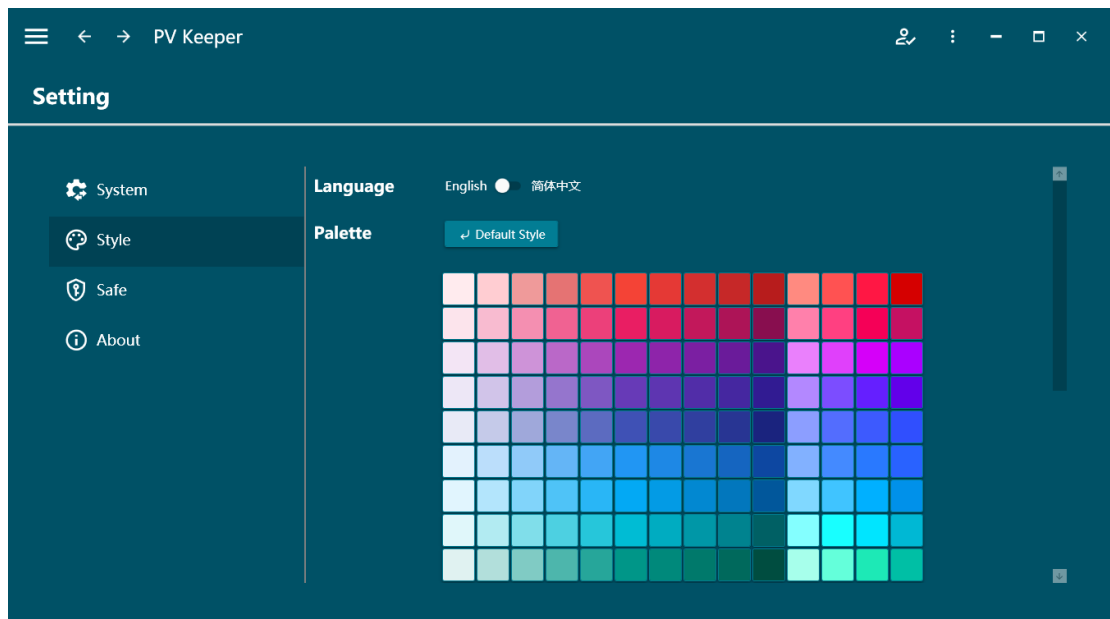 PV Keeper
Setting
System
Style
Safe
About
Language English 简体中文
Palette Default Style